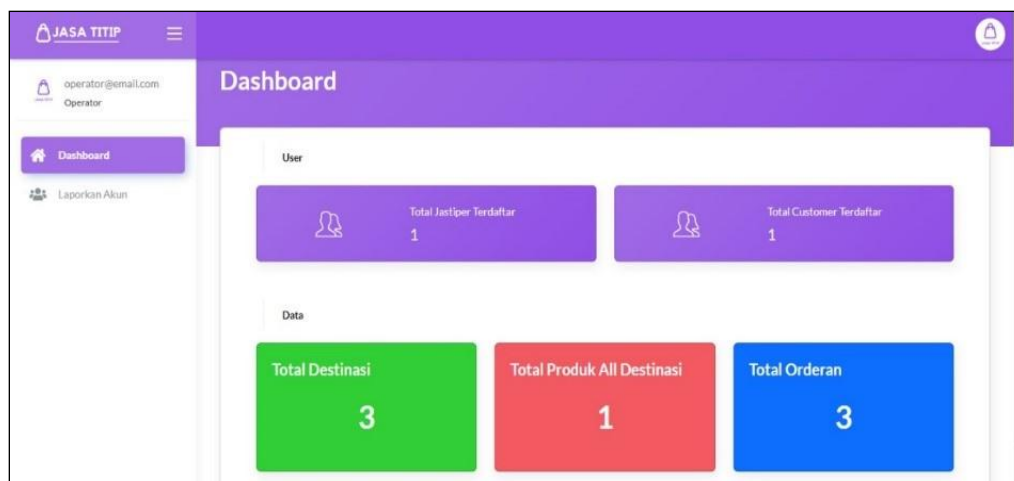 JASA TITIP
operator@email.com
Operator
Dashboard
Laporkan Akun
Dashboard
User
Total Jastiper Terdaftar
1
Total Customer Terdaftar
1
Data
Total Destinasi
3
Total Produk All Destinasi
1
Total Orderan
3